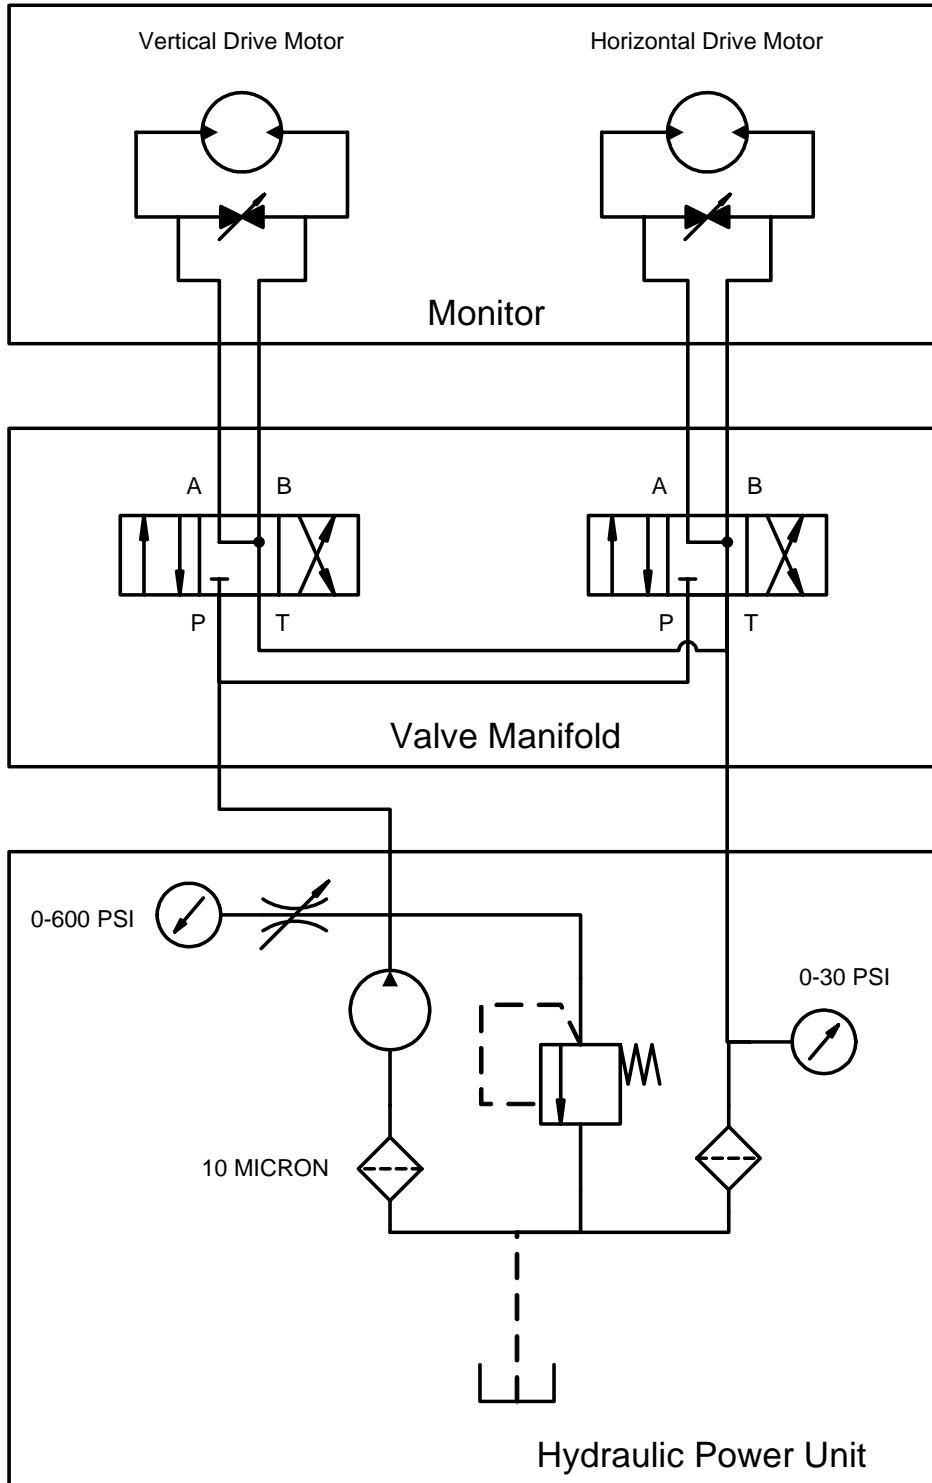 Vertical Drive Motor
Horizontal Drive Motor
Monitor
A
B
A
B
P
T
P
T
Valve Manifold
0-600 PSI
0-30 PSI
10 MICRON
Hydraulic Power Unit